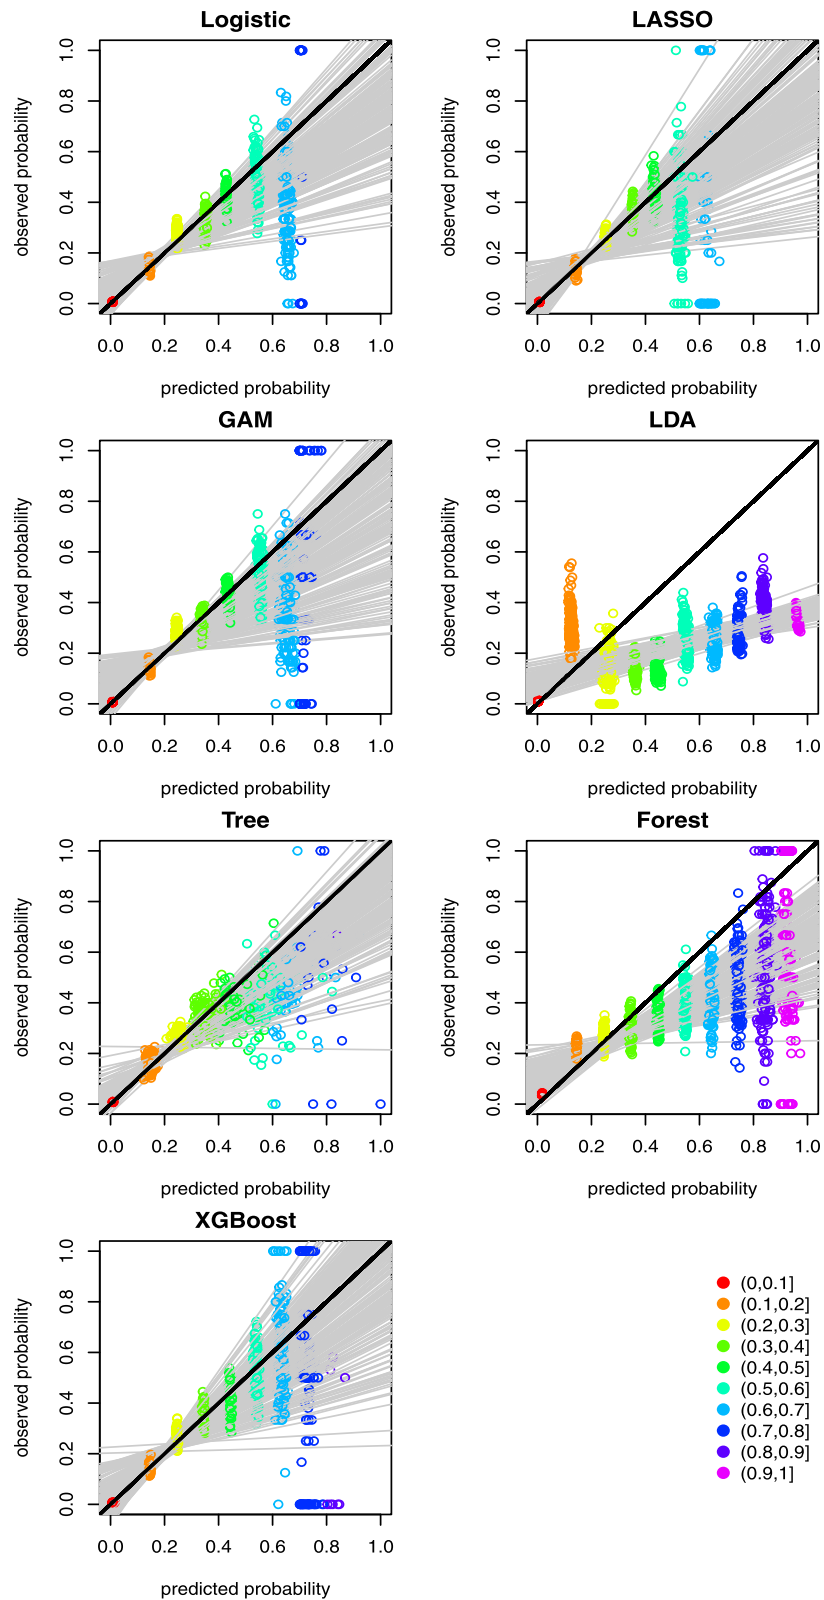 Logistic LASSO
observed probability
0.0 0.2 0.4 0.6 0.8 1.0
observed probability
0.0 0.2 0.4 0.6 0.8 1.0
0.0 0.2 0.4 0.6 0.8 1.0
0.0 0.2 0.4 0.6 0.8 1.0
predicted probability
predicted probability
GAM LDA
observed probability
0.0 0.2 0.4 0.6 0.8 1.0
observed probability
0.0 0.2 0.4 0.6 0.8 1.0
0.0 0.2 0.4 0.6 0.8 1.0
0.0 0.2 0.4 0.6 0.8 1.0
predicted probability
predicted probability
Tree Forest
observed probability
0.0 0.2 0.4 0.6 0.8 1.0
observed probability
0.0 0.2 0.4 0.6 0.8 1.0
0.0 0.2 0.4 0.6 0.8 1.0
0.0 0.2 0.4 0.6 0.8 1.0
predicted probability
predicted probability
XGBoost
observed probability
0.0 0.2 0.4 0.6 0.8 1.0
0.0 0.2 0.4 0.6 0.8 1.0
predicted probability
(0,0.1]
(0.1,0.2]
(0.2,0.3]
(0.3,0.4]
(0.4,0.5]
(0.5,0.6]
(0.6,0.7]
(0.7,0.8]
(0.8,0.9]
(0.9,1]